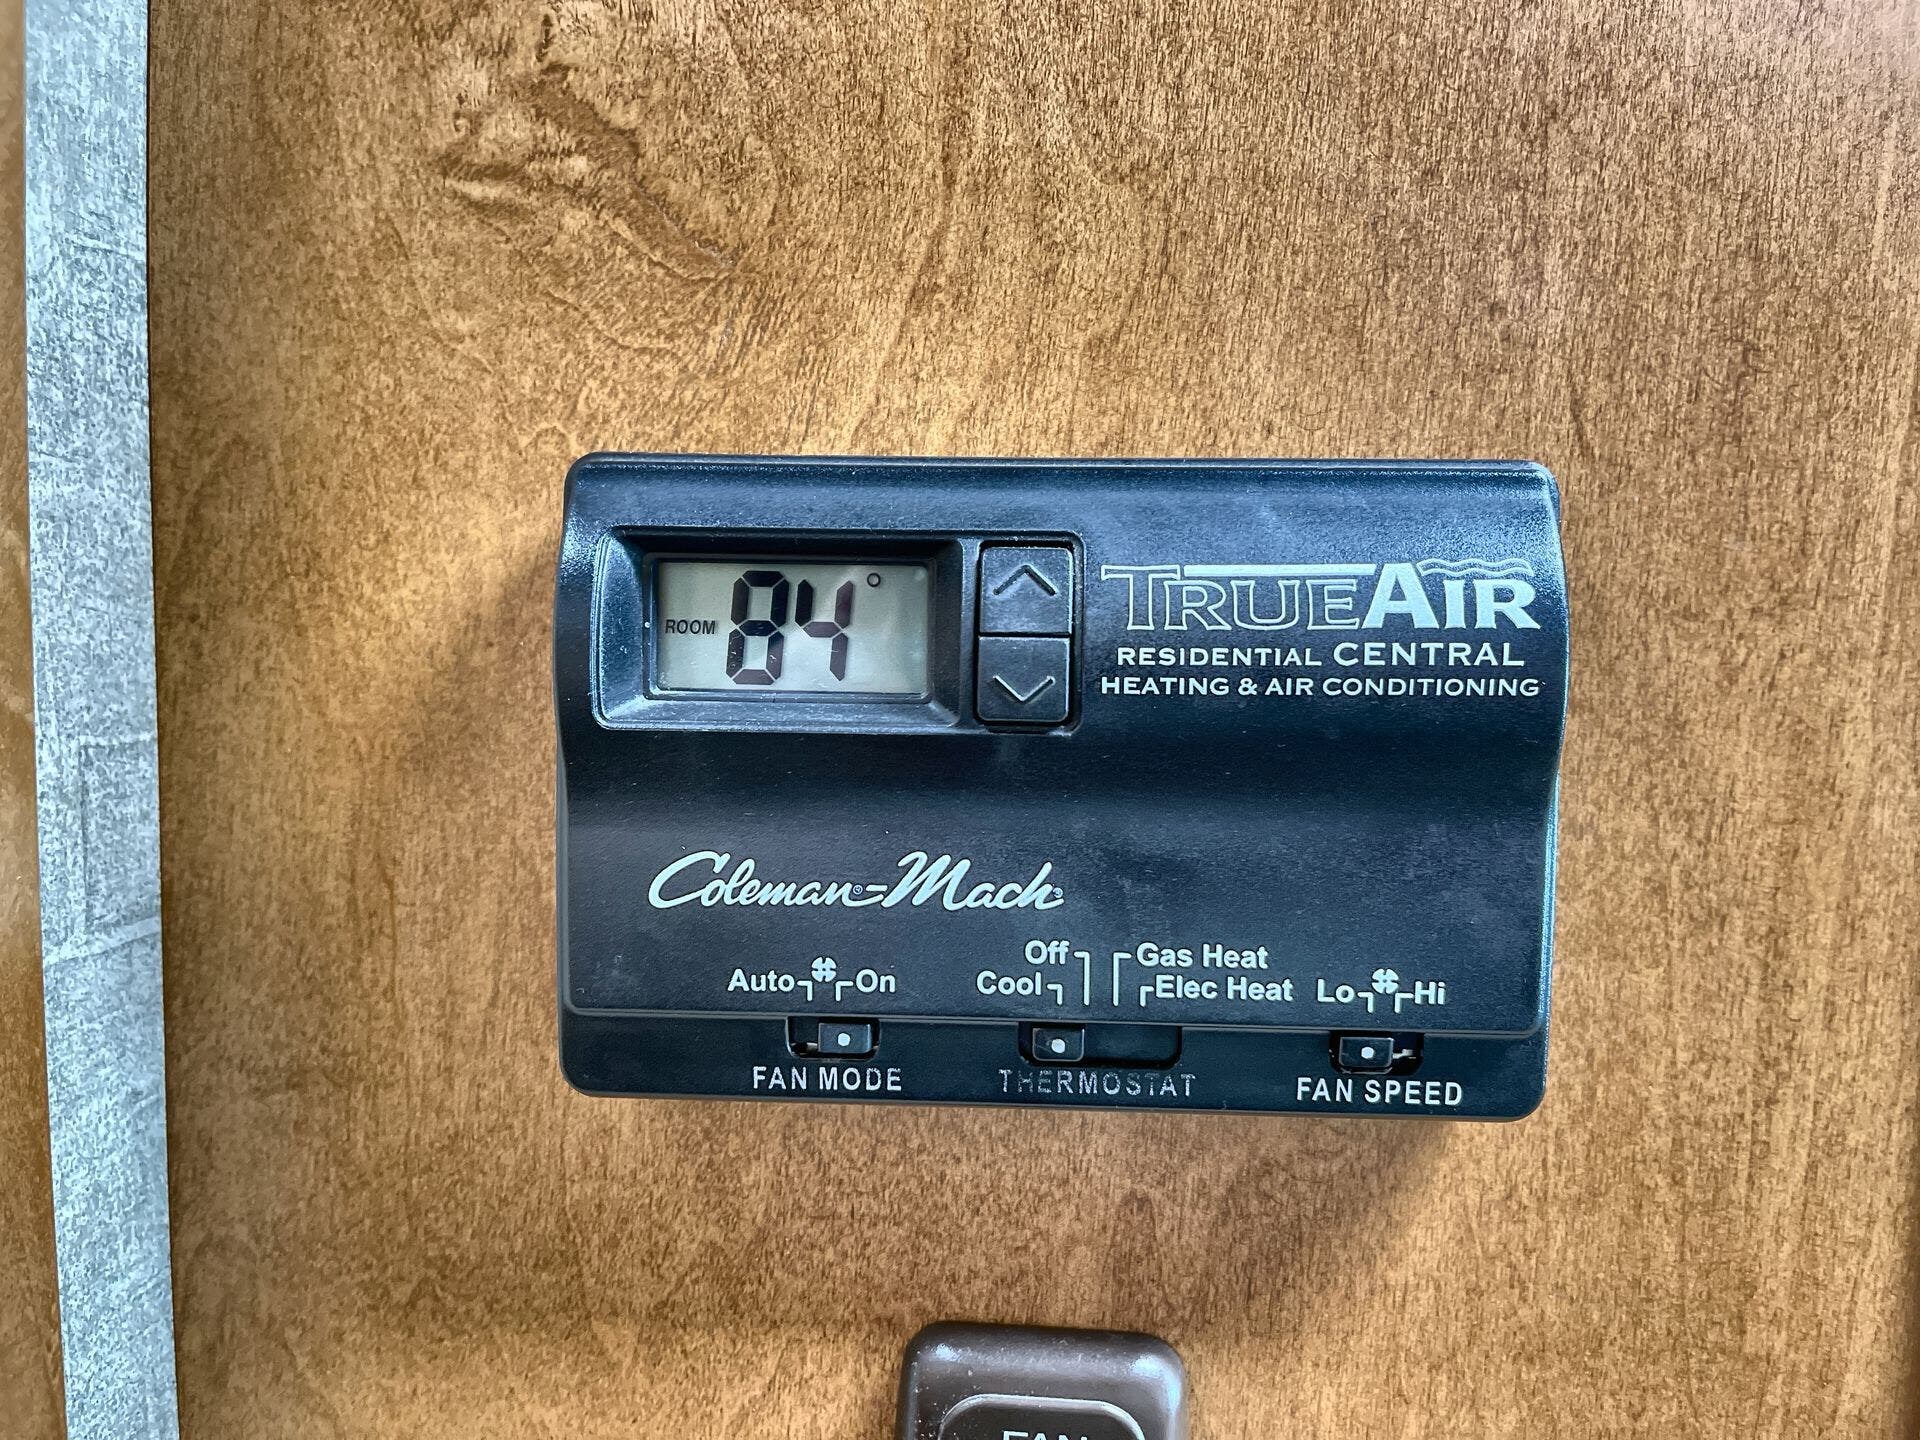 ROOM 84°
TRUEAIR
RESIDENTIAL CENTRAL
HEATING & AIR CONDITIONING
Coleman®-Mach®
Off Gas Heat
Auto On Cool Elec Heat Lo Hi
FAN MODE THERMOSTAT FAN SPEED
FAN